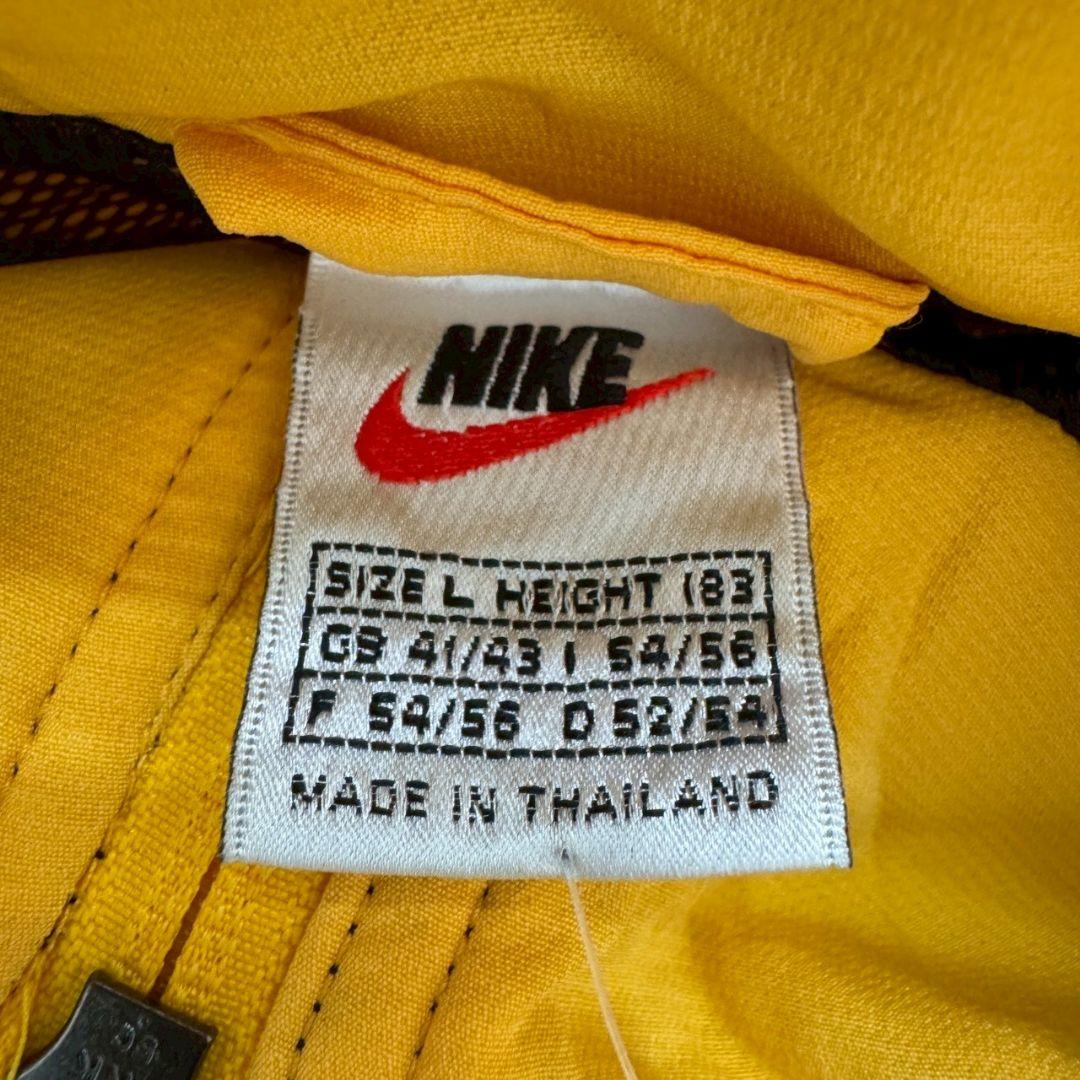 NIKE
SIZE L HEIGHT 183
GB 41/43 I 54/56
F 54/56 D 52/54
MADE IN THAILAND